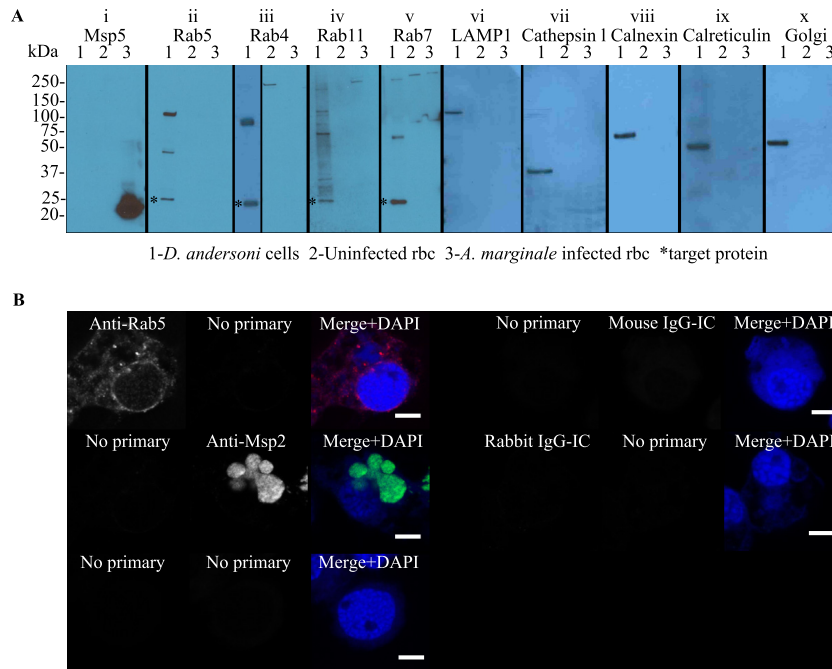 A
i ii iii iv v vi vii viii ix x
Msp5 Rab5 Rab4 Rab11 Rab7 LAMP1 Cathepsin l Calnexin Calreticulin Golgi
kDa 1 2 3 1 2 3 1 2 3 1 2 3 1 2 3 1 2 3 1 2 3 1 2 3 1 2 3 1 2 3
250-
150-
100-
75-
50-
37-
25- * * * *
20-
1-D. andersoni cells 2-Uninfected rbc 3-A. marginale infected rbc *target protein
B
Anti-Rab5 No primary Merge+DAPI No primary Mouse IgG-IC Merge+DAPI
No primary Anti-Msp2 Merge+DAPI Rabbit IgG-IC No primary Merge+DAPI
No primary No primary Merge+DAPI